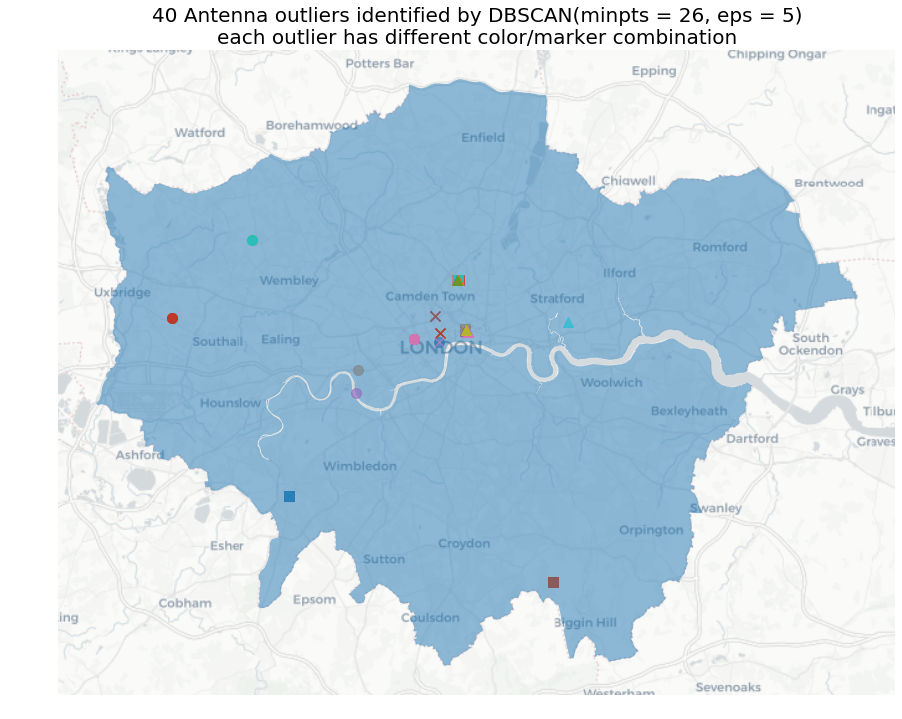 40 Antenna outliers identified by DBSCAN(minpts = 26, eps = 5)
each outlier has different color/marker combination
Kings Langley
Chipping Ongar
Potters Bar
Epping
Watford
Borehamwood
Enfield
Chigwell
Brentwood
Romford
Wembley
Ilford
Uxbridge
Camden Town
Stratford
Southall
Ealing
LONDON
South
Ockendon
Woolwich
Grays
Hounslow
Bexleyheath
Tilbu
Dartford
Graves
Ashford
Wimbledon
Swanley
Orpington
Esher
Croydon
Sutton
Cobham
Epsom
Coulsdon
Biggin Hill
ing
Sevenoaks
Westerham